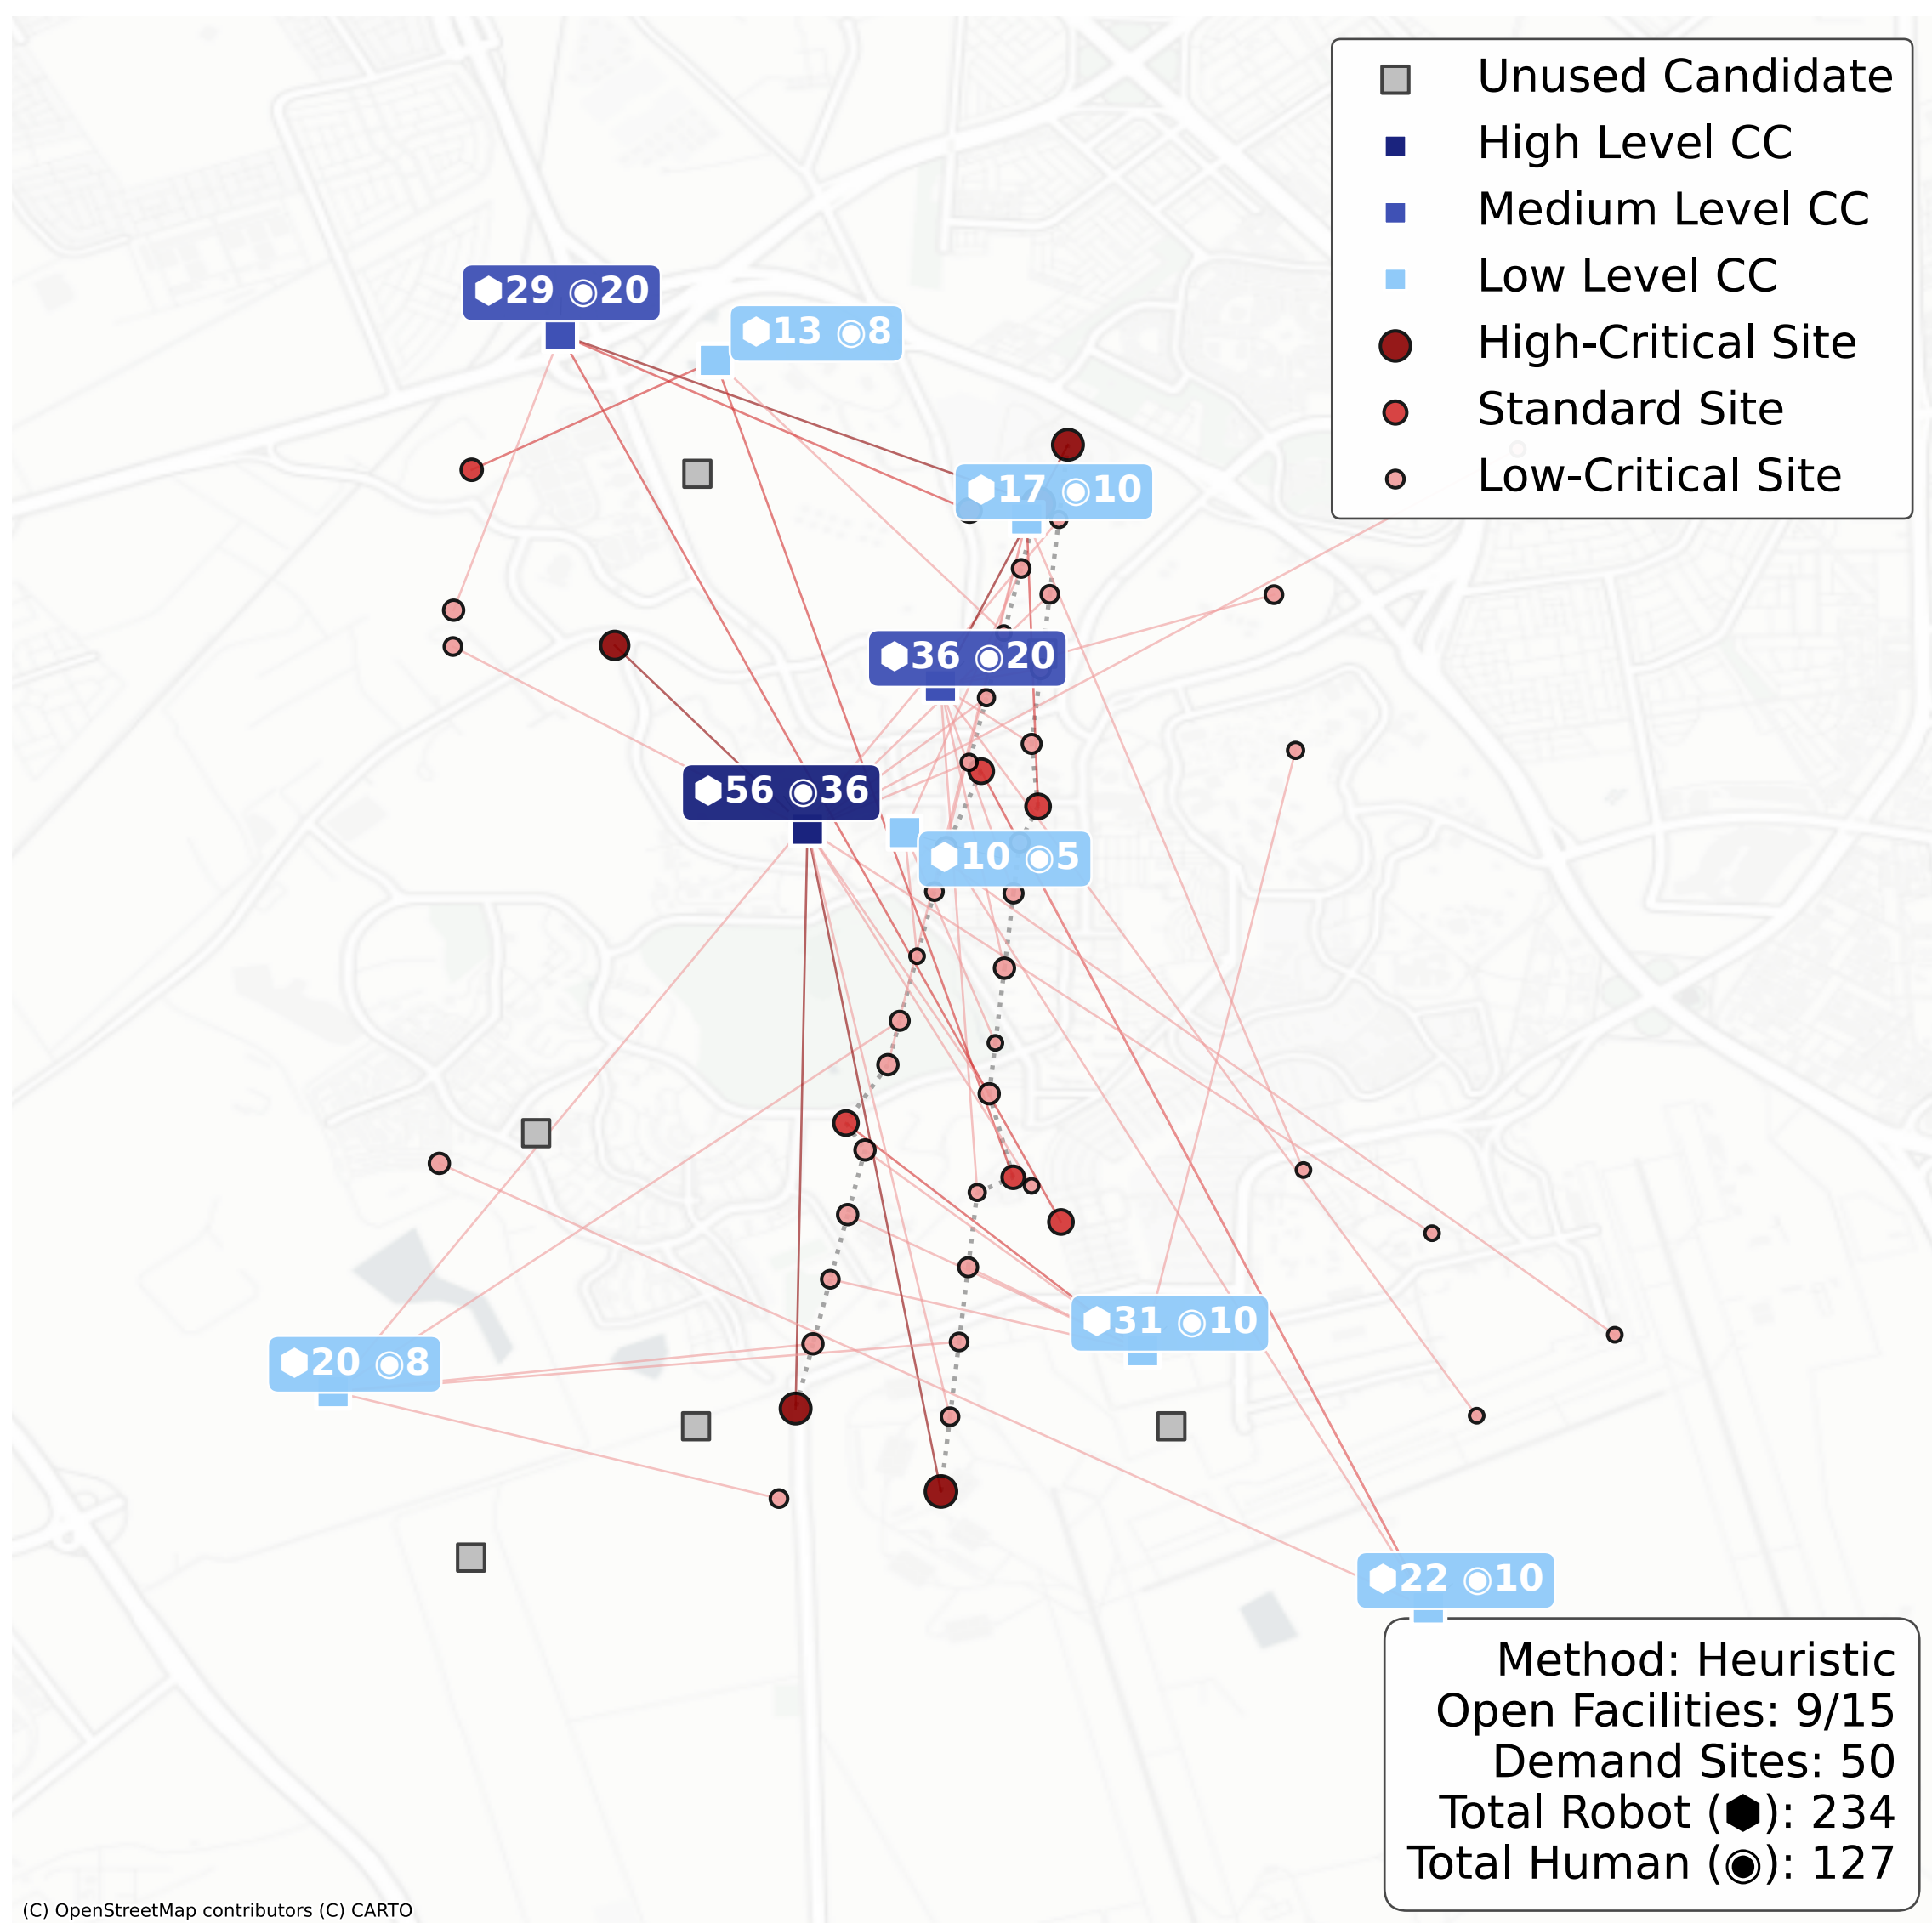 Unused Candidate
High Level CC
Medium Level CC
Low Level CC
High-Critical Site
Standard Site
Low-Critical Site
⬢29 ◉20
⬢13 ◉8
⬢17 ◉10
⬢36 ◉20
⬢56 ◉36
⬢10 ◉5
⬢31 ◉10
⬢20 ◉8
⬢22 ◉10
Method: Heuristic
Open Facilities: 9/15
Demand Sites: 50
Total Robot (⬢): 234
Total Human (◉): 127
(C) OpenStreetMap contributors (C) CARTO